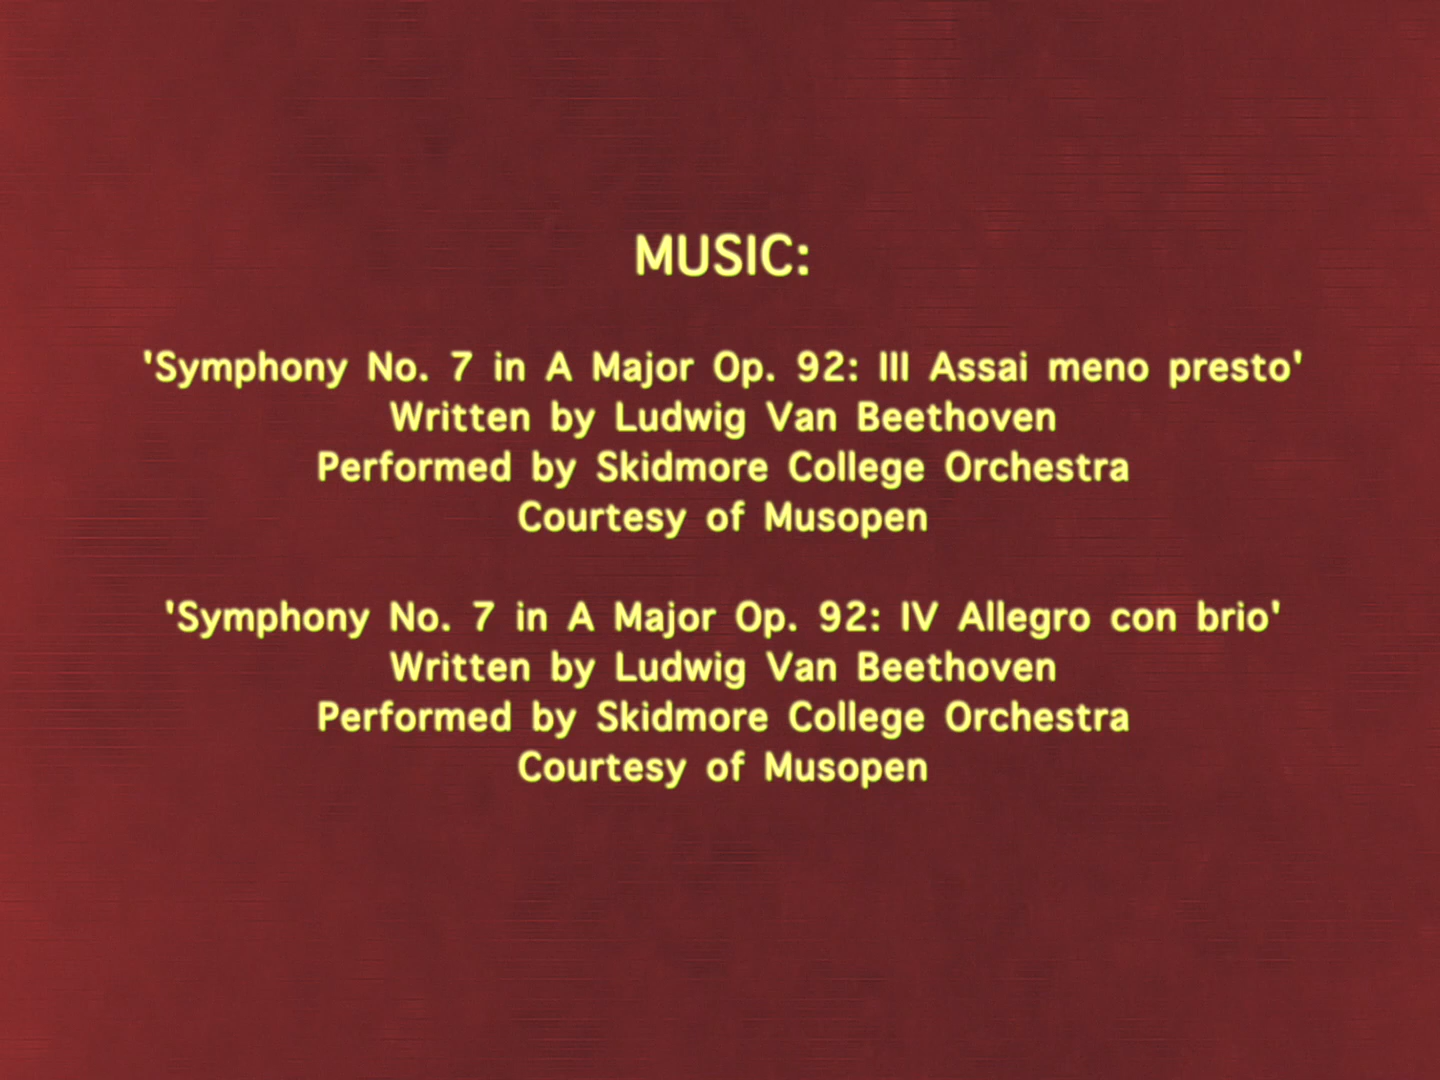 MUSIC:
'Symphony No. 7 in A Major Op. 92: III Assai meno presto'
Written by Ludwig Van Beethoven
Performed by Skidmore College Orchestra
Courtesy of Musopen
'Symphony No. 7 in A Major Op. 92: IV Allegro con brio'
Written by Ludwig Van Beethoven
Performed by Skidmore College Orchestra
Courtesy of Musopen